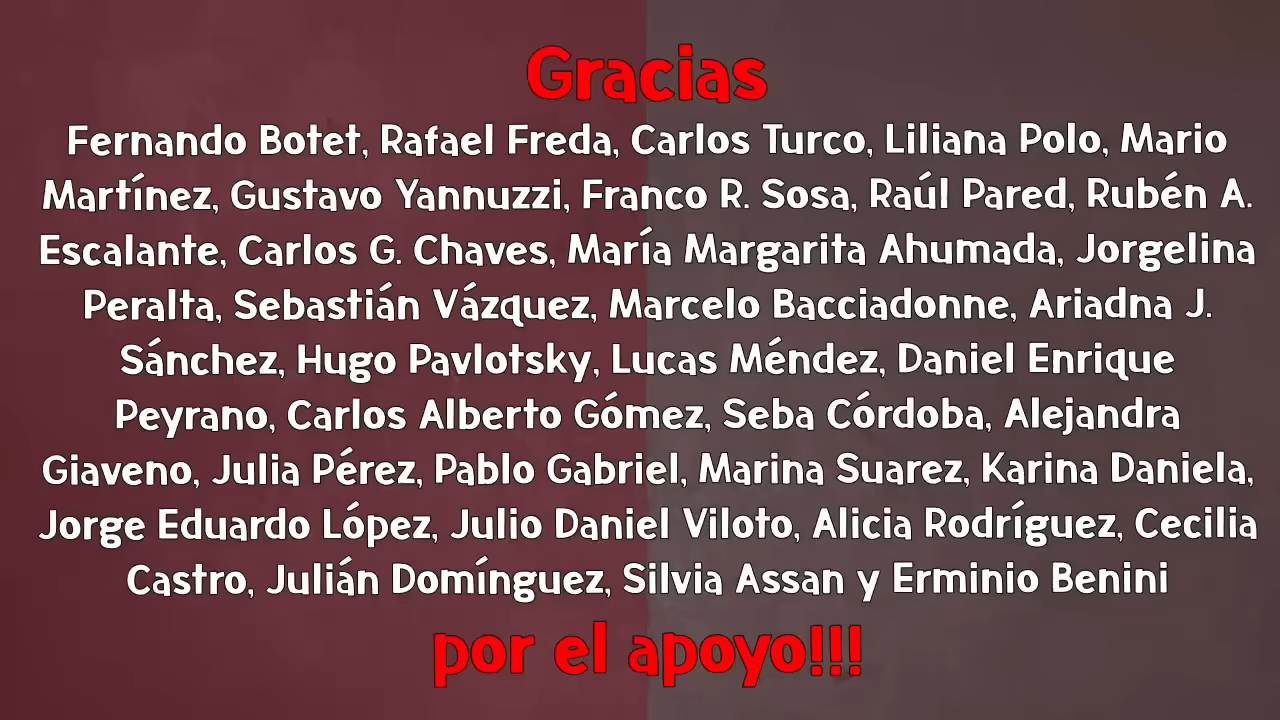 Gracias
Fernando Botet, Rafael Freda, Carlos Turco, Liliana Polo, Mario
Martínez, Gustavo Yannuzzi, Franco R. Sosa, Raúl Pared, Rubén A.
Escalante, Carlos G. Chaves, María Margarita Ahumada, Jorgelina
Peralta, Sebastián Vázquez, Marcelo Bacciadonne, Ariadna J.
Sánchez, Hugo Pavlotsky, Lucas Méndez, Daniel Enrique
Peyrano, Carlos Alberto Gómez, Seba Córdoba, Alejandra
Giaveno, Julia Pérez, Pablo Gabriel, Marina Suarez, Karina Daniela,
Jorge Eduardo López, Julio Daniel Viloto, Alicia Rodríguez, Cecilia
Castro, Julián Domínguez, Silvia Assan y Erminio Benini
por el apoyo!!!